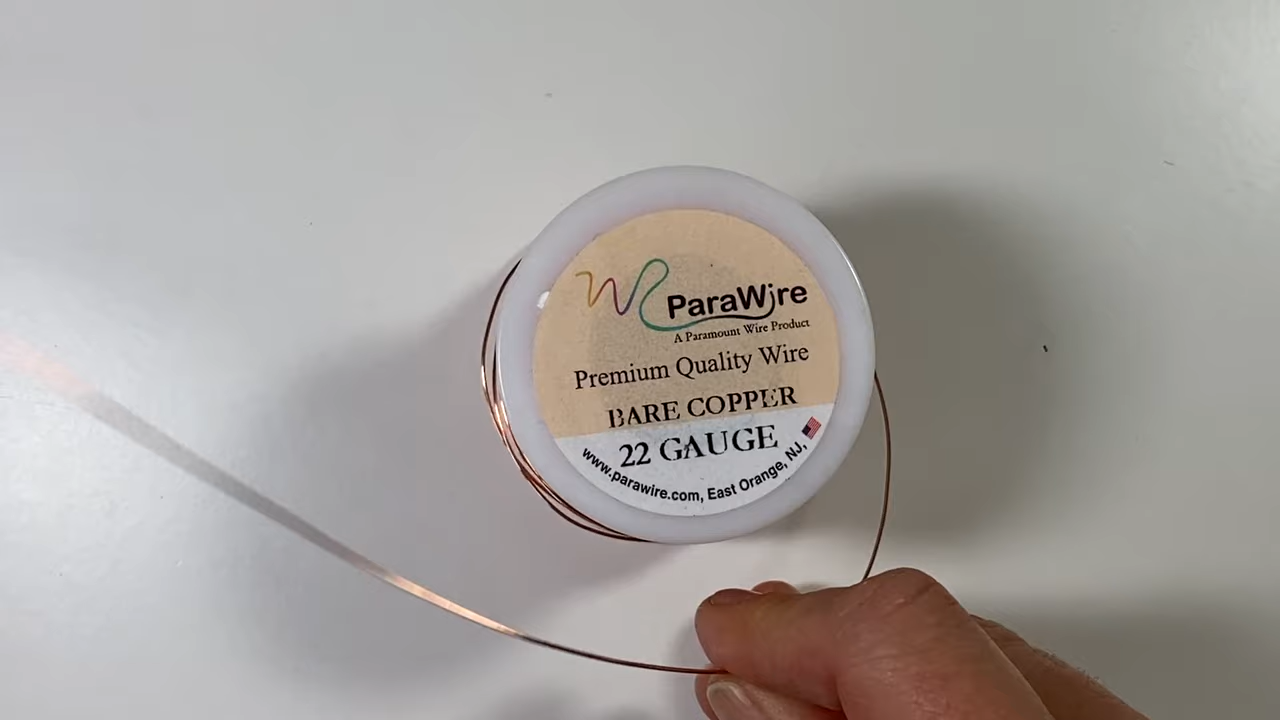 ParaWire
A Paramount Wire Product
Premium Quality Wire
BARE COPPER
22 GAUGE
www.parawire.com, East Orange, NJ,